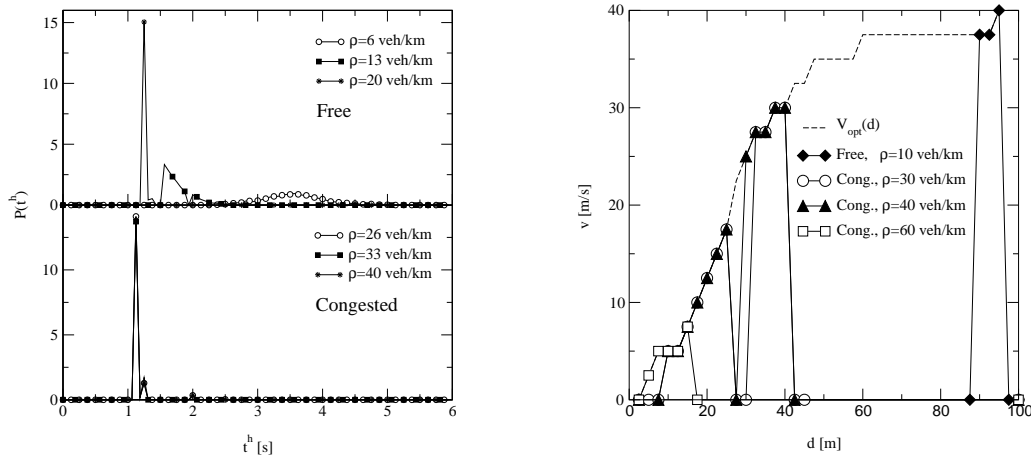 15
10
5
0
ρ=6 veh/km
ρ=13 veh/km
ρ=20 veh/km
Free
P(t^h)
10
5
0
ρ=26 veh/km
ρ=33 veh/km
ρ=40 veh/km
Congested
0 1 2 3 4 5 6
t^h [s]
40
30
20
10
0
v [m/s]
V_opt(d)
Free, ρ=10 veh/km
Cong., ρ=30 veh/km
Cong., ρ=40 veh/km
Cong., ρ=60 veh/km
0 20 40 60 80 100
d [m]